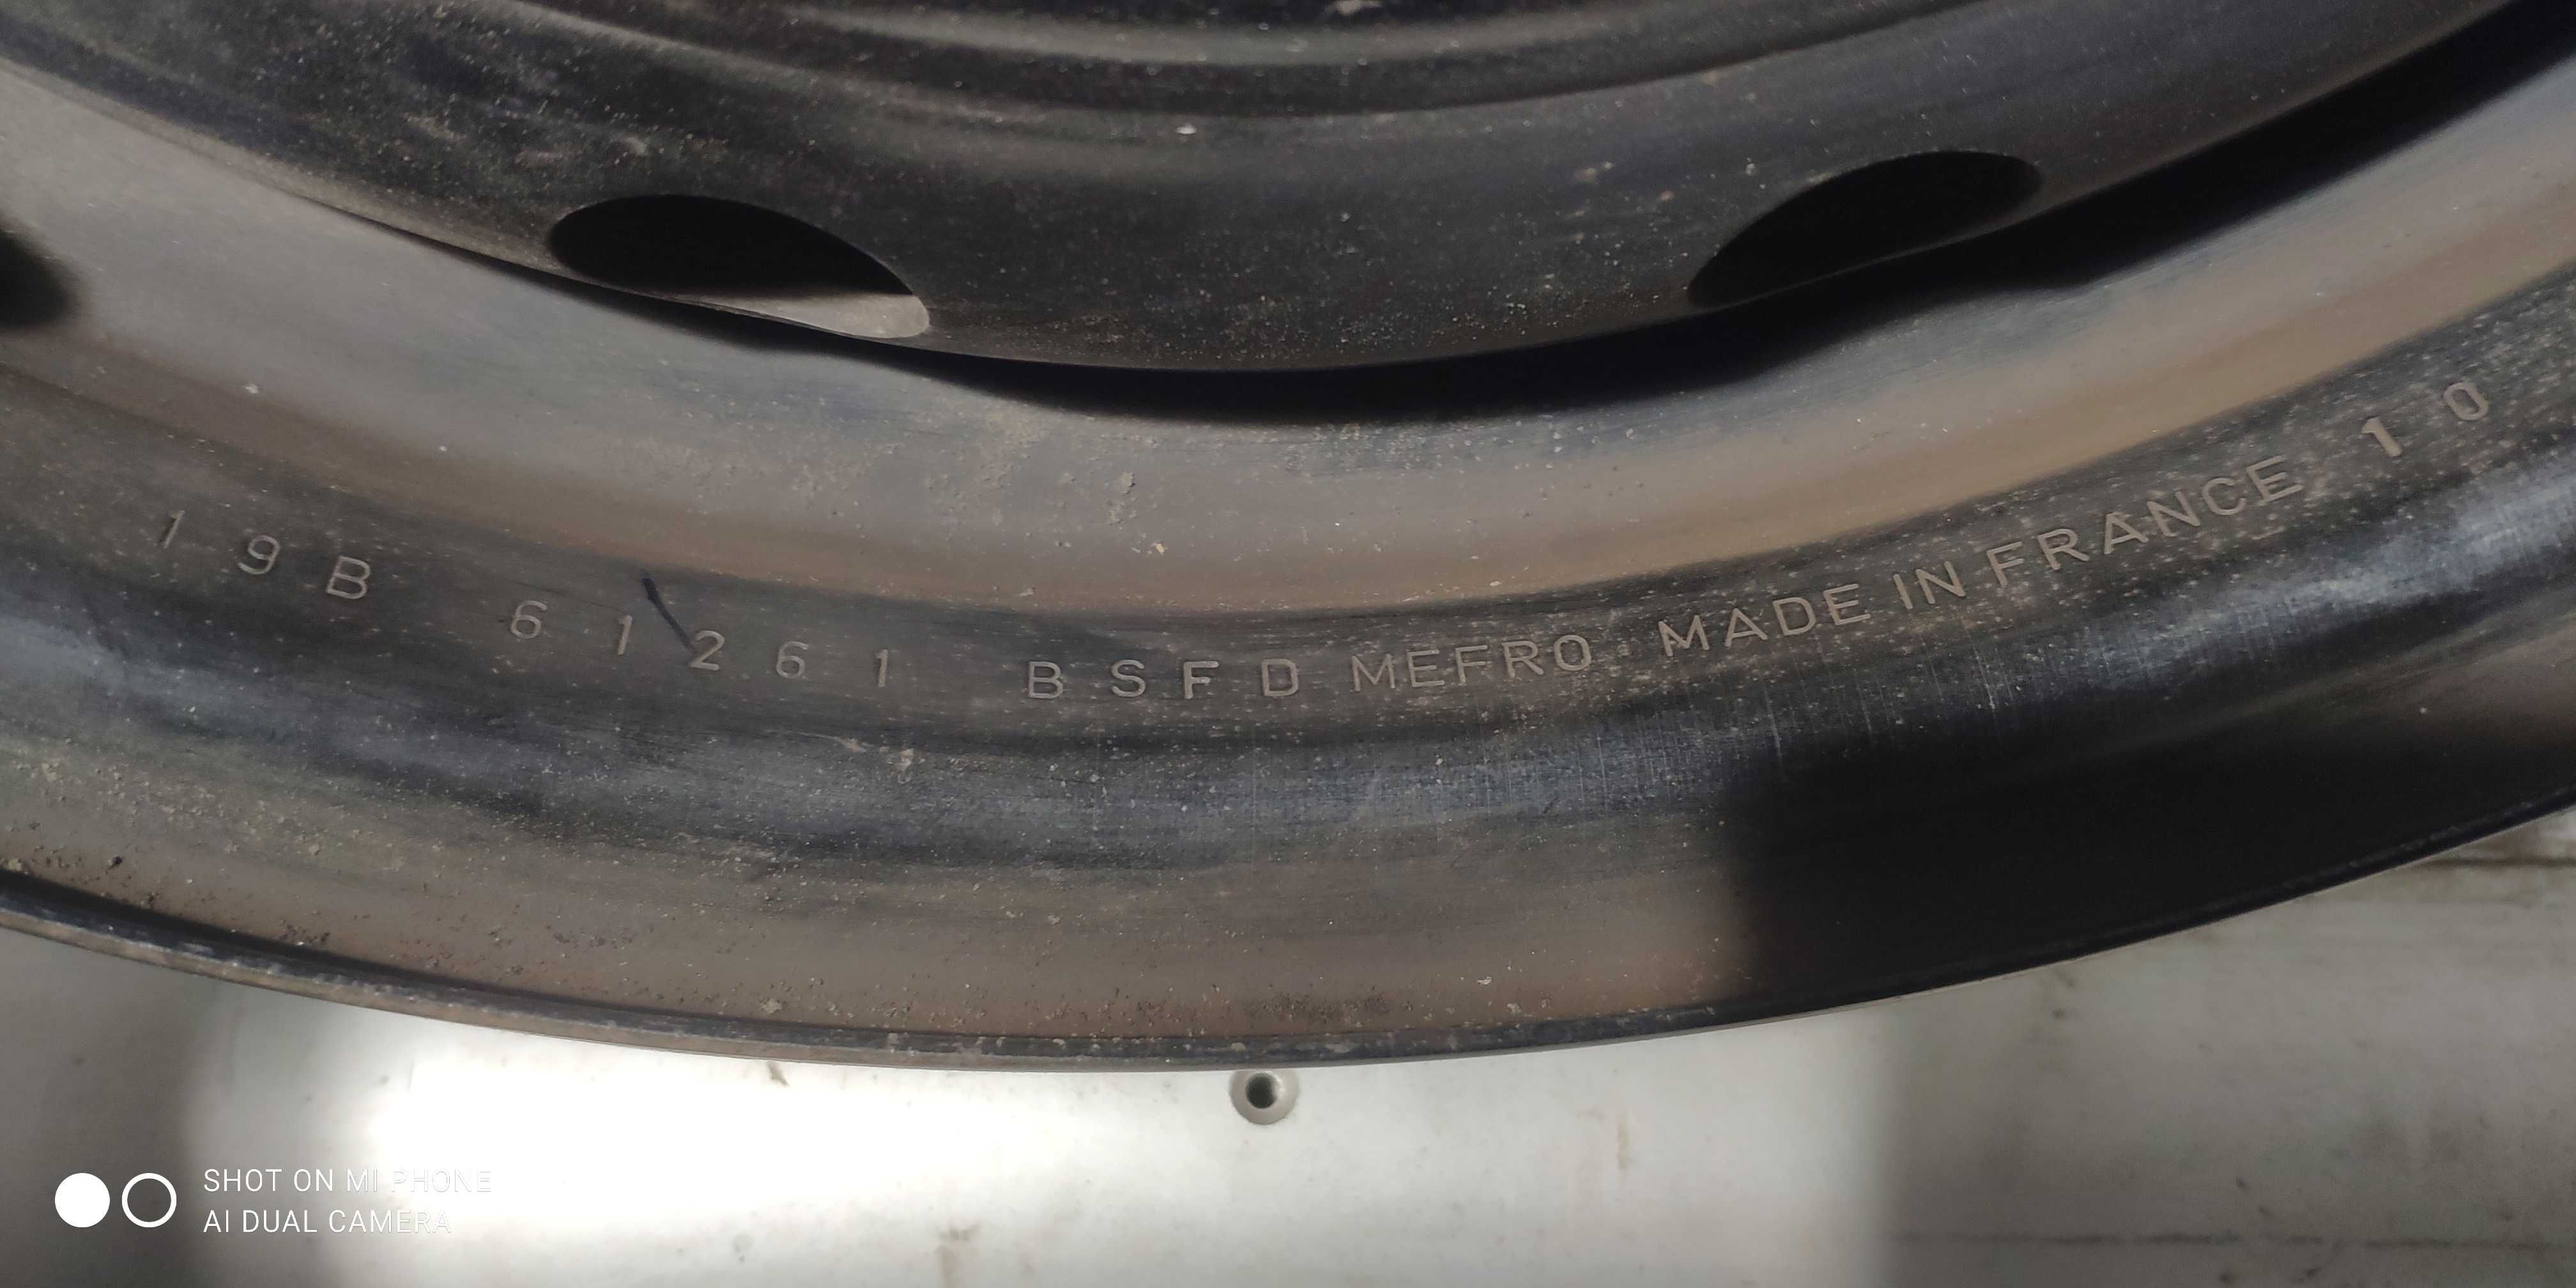 19B 61261 BSFD MEFRO · MADE IN FRANCE 10
SHOT ON MI PHONE
AI DUAL CAMERA